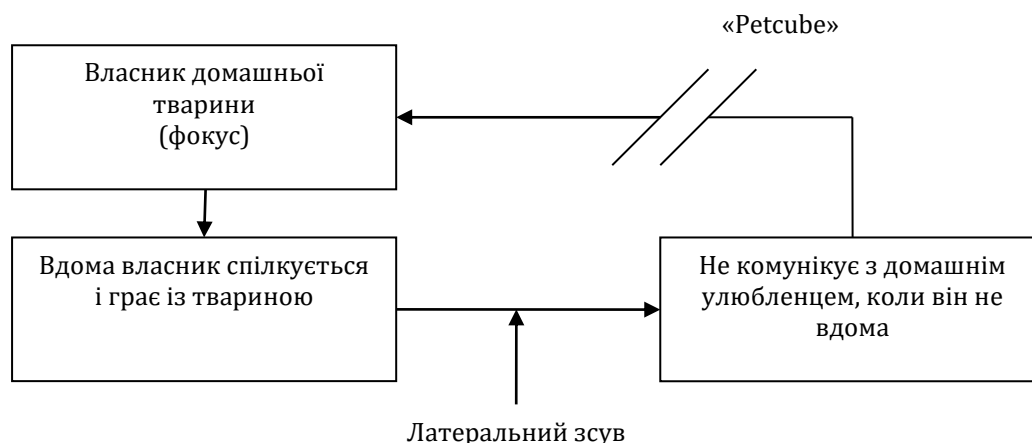 «Petcube»
Власник домашньої
тварини
(фокус)
Вдома власник спілкується
і грає із твариною
Не комунікує з домашнім
улюбленцем, коли він не
вдома
Латеральний зсув